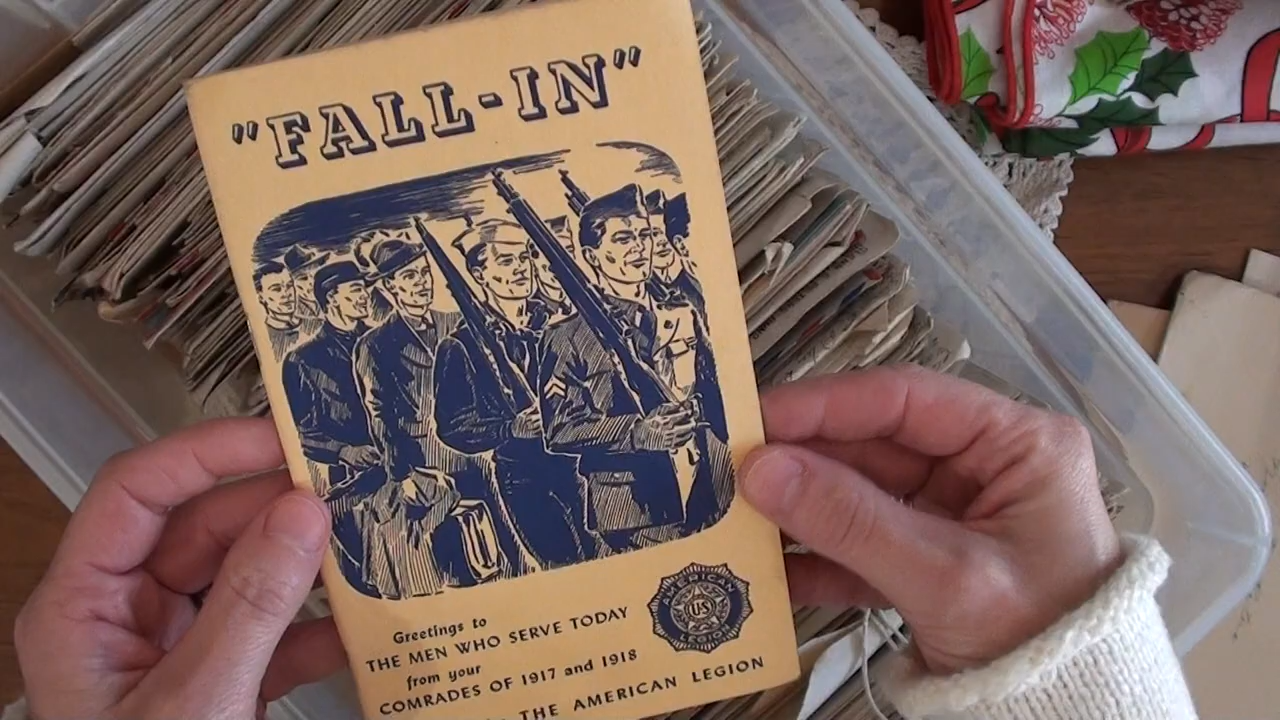 "FALL-IN"
Greetings to
THE MEN WHO SERVE TODAY
from your
COMRADES OF 1917 and 1918
THE AMERICAN LEGION
AMERICAN
U·S
LEGION